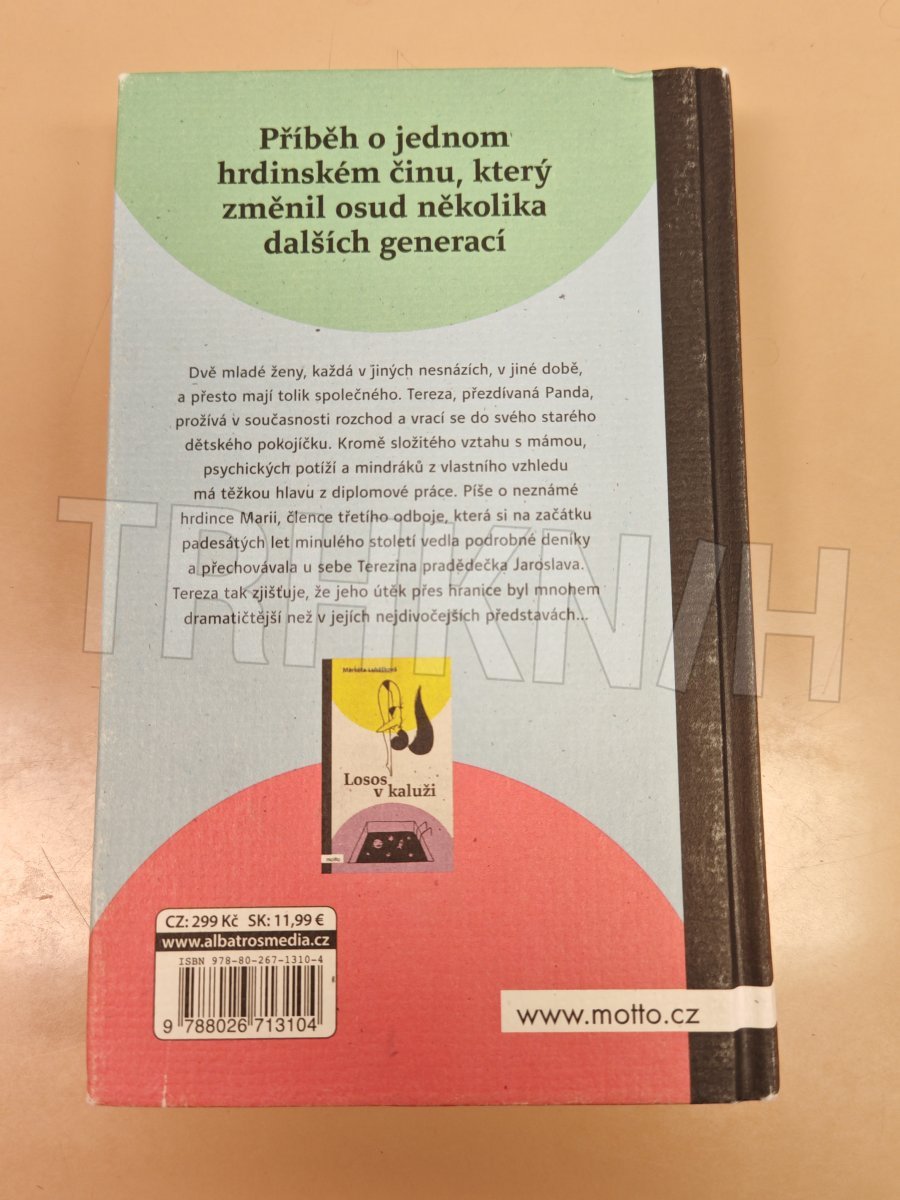 Příběh o jednom
hrdinském činu, který
změnil osud několika
dalších generací
Dvě mladé ženy, každá v jiných nesnázích, v jiné době,
a přesto mají tolik společného. Tereza, přezdívaná Panda,
prožívá v současnosti rozchod a vrací se do svého starého
dětského pokojíčku. Kromě složitého vztahu s mámou,
psychických potíží a mindráků z vlastního vzhledu
má těžkou hlavu z diplomové práce. Píše o neznámé
hrdince Marii, člence třetího odboje, která si na začátku
padesátých let minulého století vedla podrobné deníky
a přechovávala u sebe Terezina pradědečka Jaroslava.
Tereza tak zjišťuje, že jeho útěk přes hranice byl mnohem
dramatičtější než v jejích nejdivočejších představách...
TRHKNIH
Markéta Lukášková
Losos
v kaluži
motto
CZ: 299 Kč SK: 11,99 €
www.albatrosmedia.cz
ISBN 978-80-267-1310-4
9 788026 713104
www.motto.cz